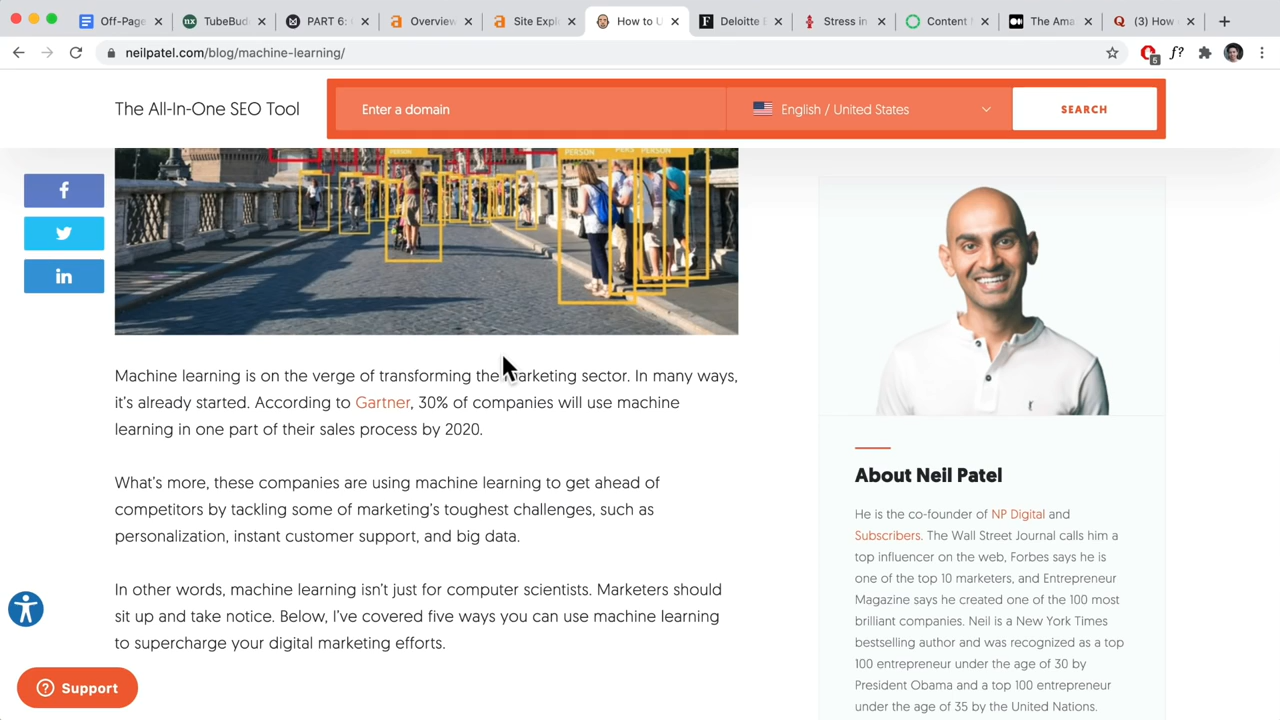 Off-Page
TubeBud
PART 6:
Overview
Site Expl
How to U
Deloitte
Stress in
Content
The Ama
(3) How
neilpatel.com/blog/machine-learning/
6
f?
The All-In-One SEO Tool
Enter a domain
English / United States
SEARCH
PERSON
PERSON
Machine learning is on the verge of transforming the marketing sector. In many ways,
it's already started. According to Gartner, 30% of companies will use machine
learning in one part of their sales process by 2020.
What's more, these companies are using machine learning to get ahead of
competitors by tackling some of marketing's toughest challenges, such as
personalization, instant customer support, and big data.
In other words, machine learning isn't just for computer scientists. Marketers should
sit up and take notice. Below, I've covered five ways you can use machine learning
to supercharge your digital marketing efforts.
About Neil Patel
He is the co-founder of NP Digital and
Subscribers. The Wall Street Journal calls him a
top influencer on the web, Forbes says he is
one of the top 10 marketers, and Entrepreneur
Magazine says he created one of the 100 most
brilliant companies. Neil is a New York Times
bestselling author and was recognized as a top
100 entrepreneur under the age of 30 by
President Obama and a top 100 entrepreneur
under the age of 35 by the United Nations.
Support